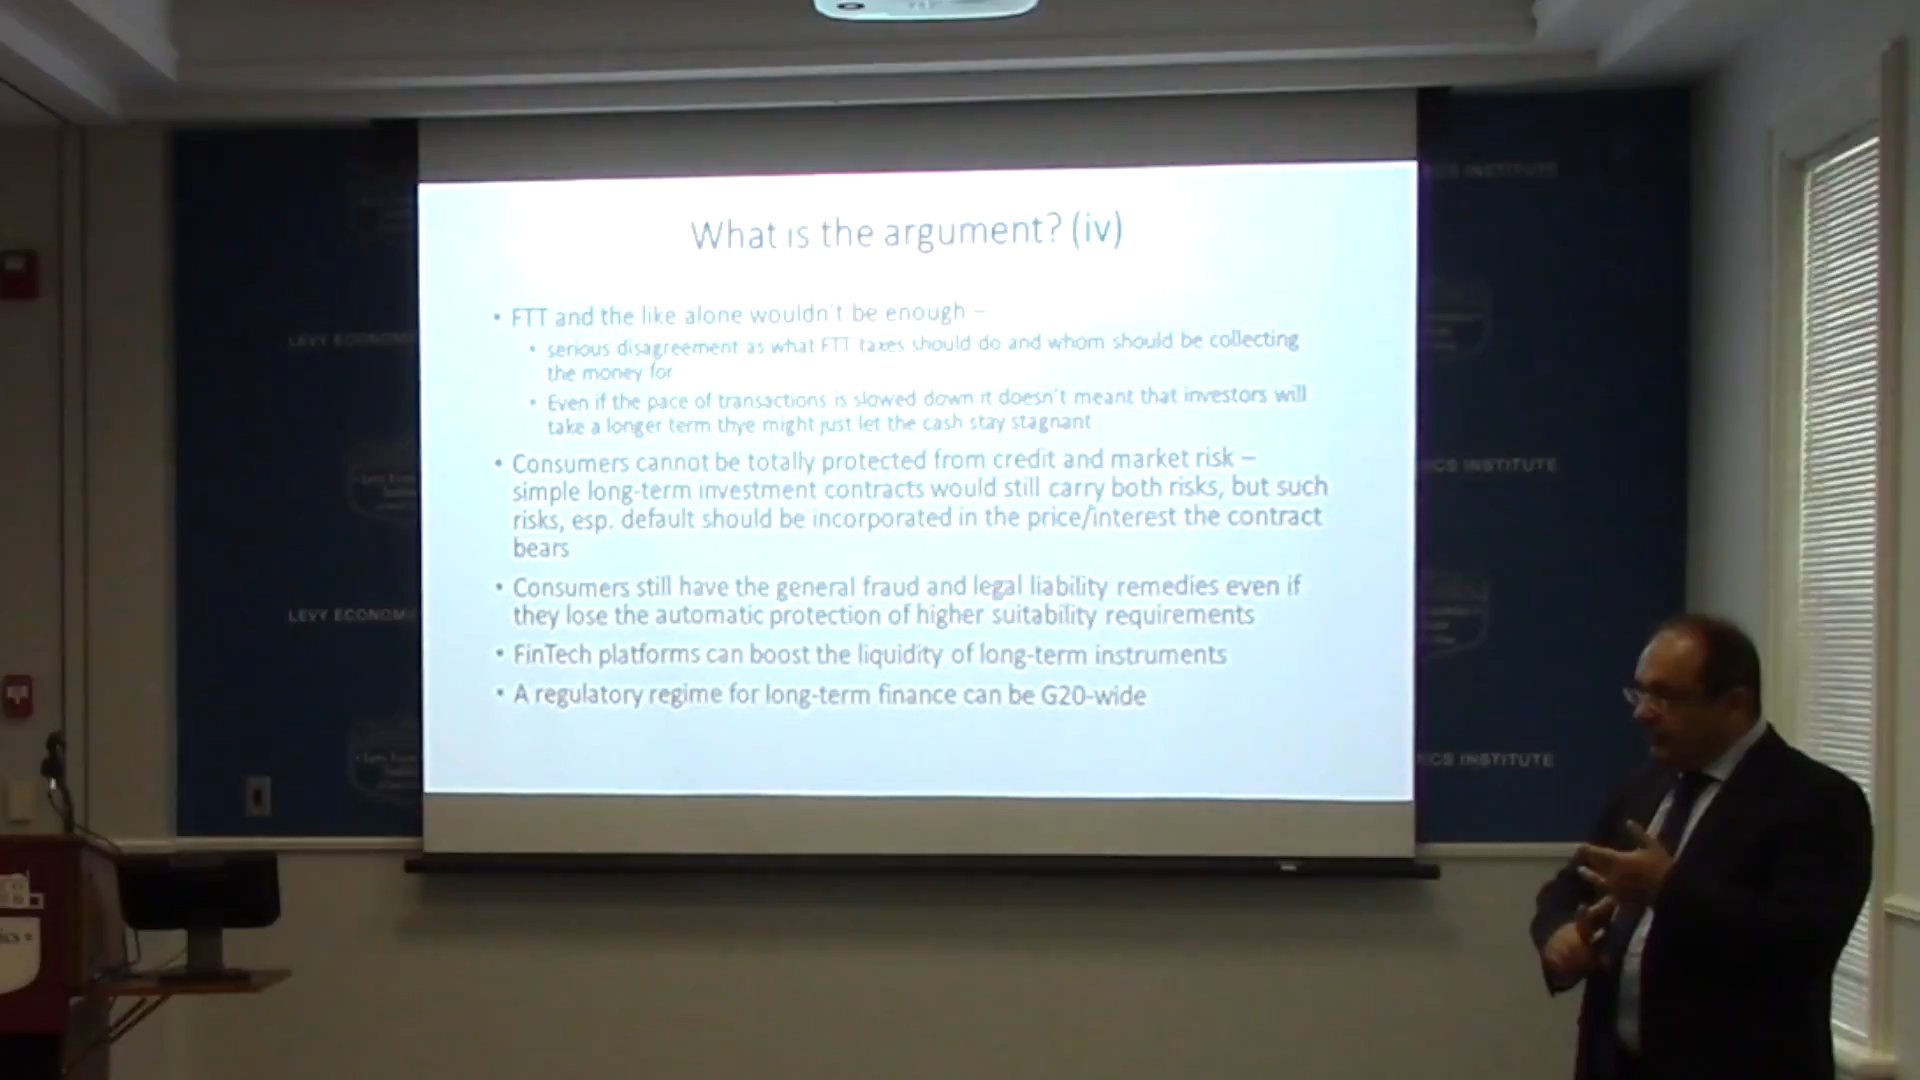 What is the argument? (iv)
• FTT and the like alone wouldn't be enough –
• serious disagreement as what FTT taxes should do and whom should be collecting
the money for
• Even if the pace of transactions is slowed down it doesn't meant that investors will
take a longer term thye might just let the cash stay stagnant
• Consumers cannot be totally protected from credit and market risk –
simple long-term investment contracts would still carry both risks, but such
risks, esp. default should be incorporated in the price/interest the contract
bears
• Consumers still have the general fraud and legal liability remedies even if
they lose the automatic protection of higher suitability requirements
• FinTech platforms can boost the liquidity of long-term instruments
• A regulatory regime for long-term finance can be G20-wide
LEVY ECONOM
LEVY ECONOM
CS INSTITUTE
ICS INSTITUTE
ICS INSTITUTE
ics